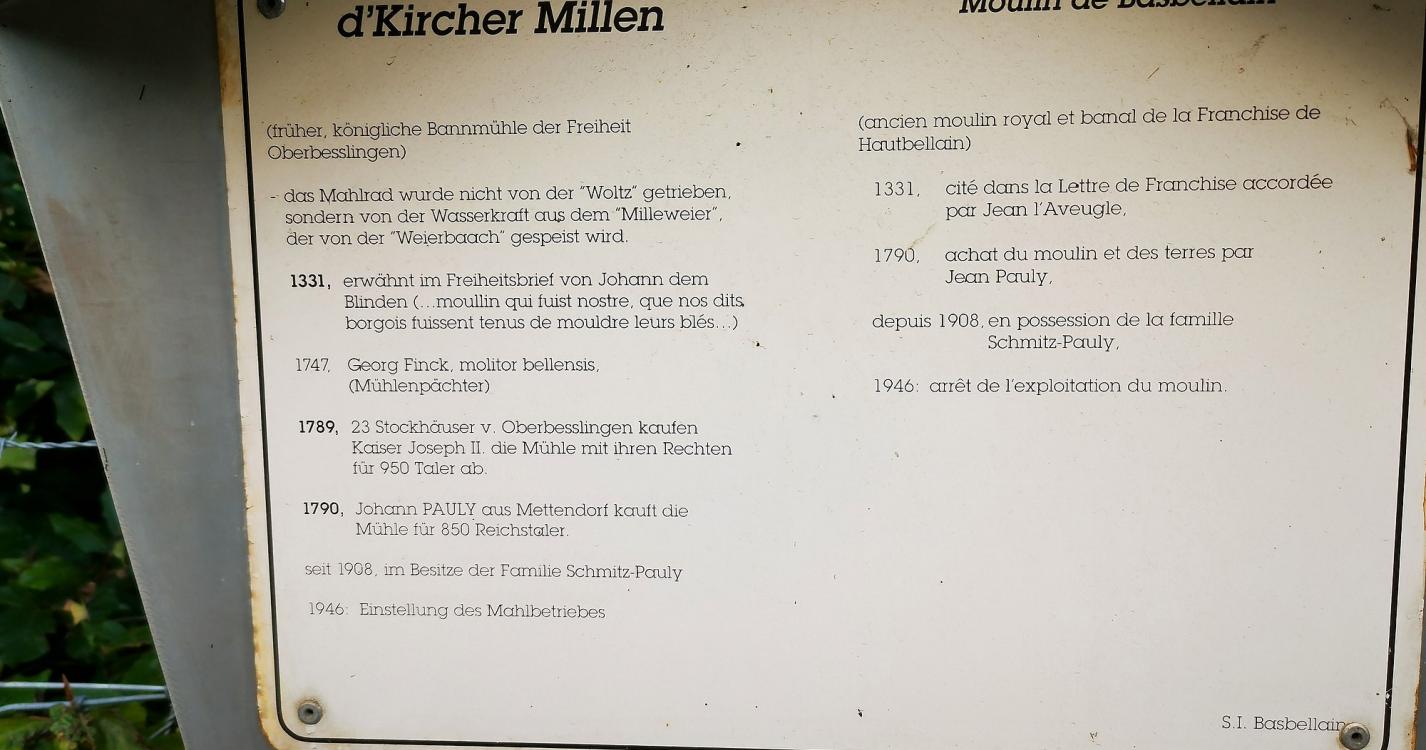 d'Kircher Millen
(früher, königliche Bannmühle der Freiheit
Oberbesslingen)
- das Mahlrad wurde nicht von der "Woltz" getrieben,
sondern von der Wasserkraft aus dem "Milleweier",
der von der "Weierbaach" gespeist wird.
1331, erwähnt im Freiheitsbrief von Johann dem
Blinden (...moullin qui fuist nostre, que nos dits
borgois fuissent tenus de mouldre leurs blés...)
1747, Georg Finck, molitor bellensis,
(Mühlenpächter)
1789, 23 Stockhäuser v. Oberbesslingen kaufen
Kaiser Joseph II. die Mühle mit ihren Rechten
für 950 Taler ab.
1790, Johann PAULY aus Mettendorf kauft die
Mühle für 850 Reichstaler.
seit 1908, im Besitze der Familie Schmitz-Pauly
1946: Einstellung des Mahlbetriebes
Moulin de Basbellain
(ancien moulin royal et banal de la Franchise de
Hautbellain)
1331, cité dans la Lettre de Franchise accordée
par Jean l'Aveugle,
1790, achat du moulin et des terres par
Jean Pauly,
depuis 1908, en possession de la famille
Schmitz-Pauly,
1946: arrêt de l'exploitation du moulin.
S.I. Basbellain